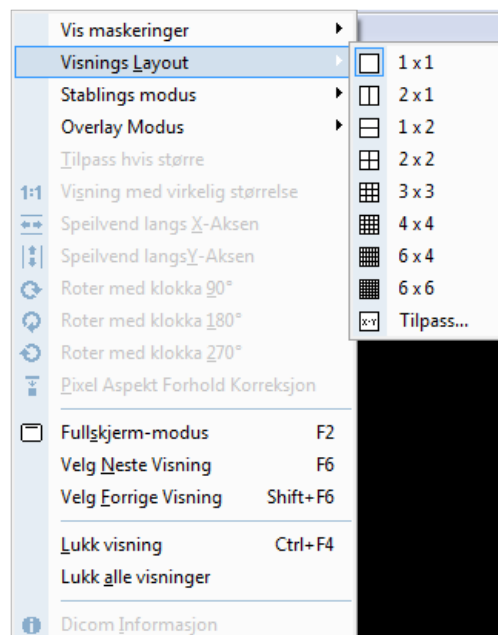 Vis maskeringer
Visnings Layout
Stablings modus
Overlay Modus
Tilpass hvis større
1:1 Visning med virkelig størrelse
Speilvend langs X-Aksen
Speilvend langsY-Aksen
Roter med klokka 90°
Roter med klokka 180°
Roter med klokka 270°
Pixel Aspekt Forhold Korreksjon
Fullskjerm-modus F2
Velg Neste Visning F6
Velg Forrige Visning Shift+F6
Lukk visning Ctrl+F4
Lukk alle visninger
Dicom Informasjon
1 x 1
2 x 1
1 x 2
2 x 2
3 x 3
4 x 4
6 x 4
6 x 6
X-Y Tilpass...